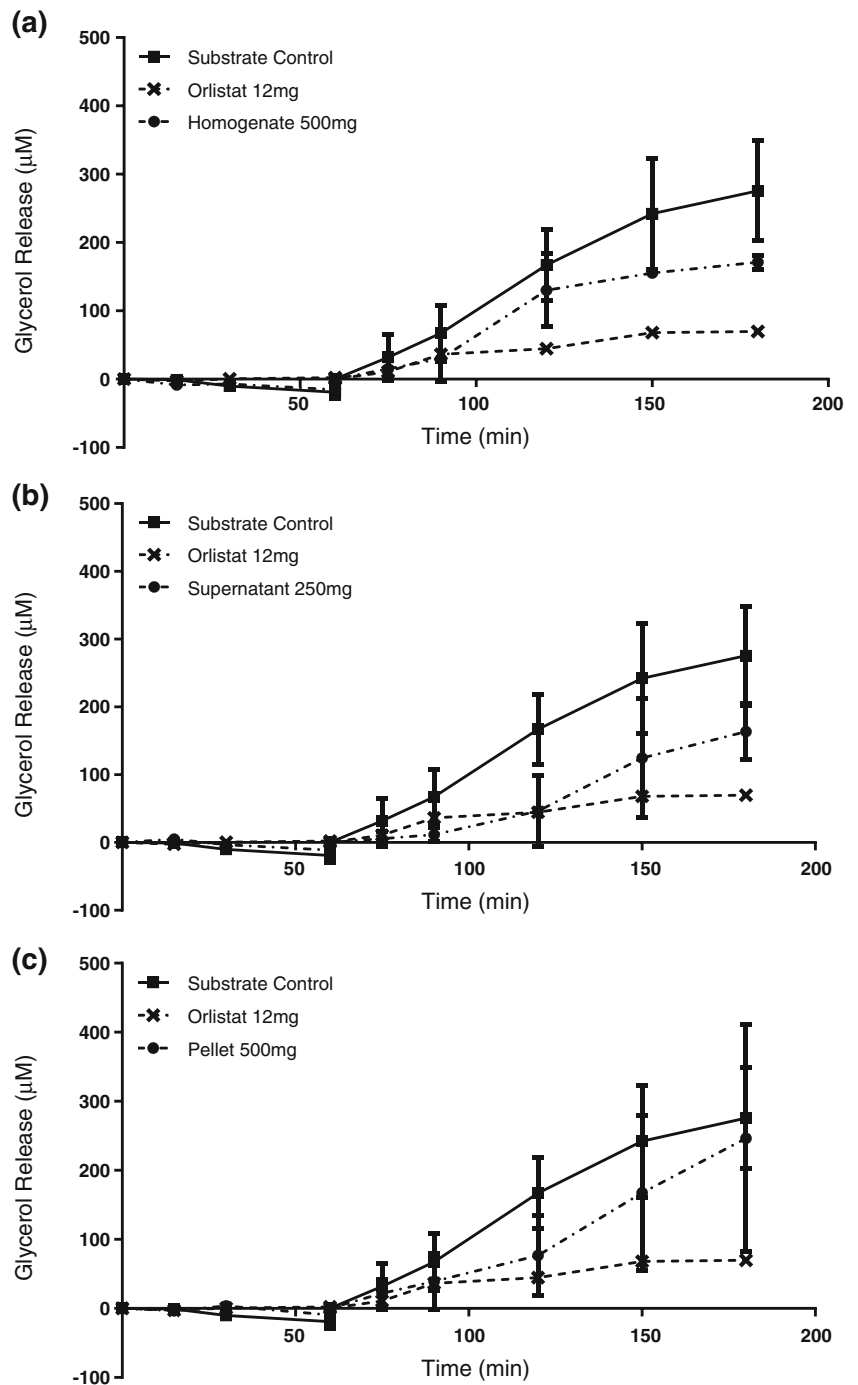 (a)
500
400
300
200
100
0
-100
Glycerol Release (μM)
Substrate Control
Orlistat 12mg
Homogenate 500mg
50
100
150
200
Time (min)
(b)
500
400
300
200
100
0
-100
Glycerol Release (μM)
Substrate Control
Orlistat 12mg
Supernatant 250mg
50
100
150
200
Time (min)
(c)
500
400
300
200
100
0
-100
Glycerol Release (μM)
Substrate Control
Orlistat 12mg
Pellet 500mg
50
100
150
200
Time (min)